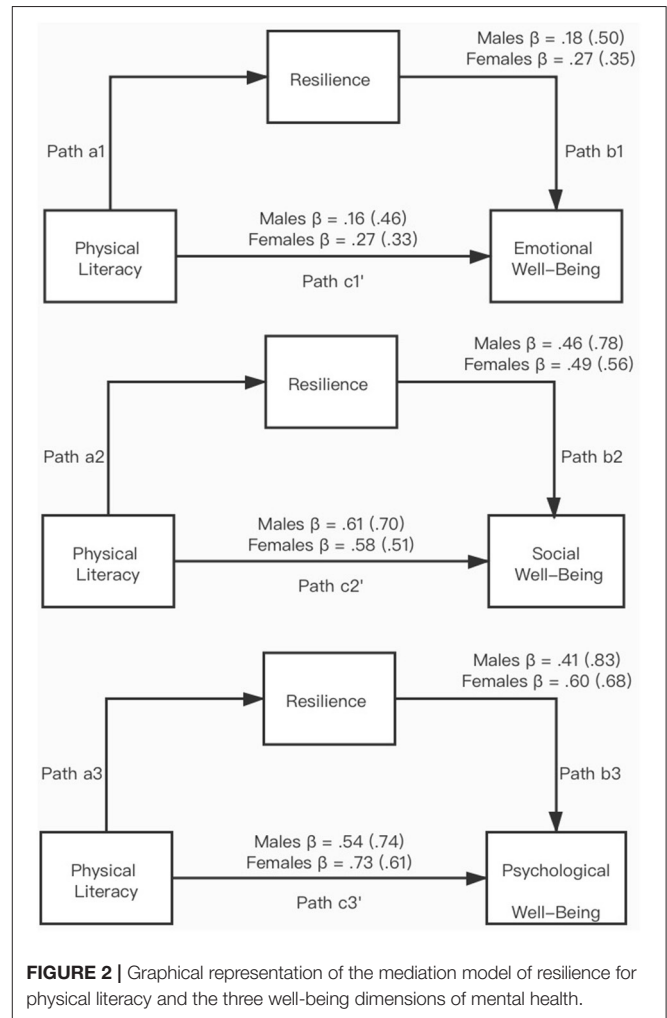 Males β = .18 (.50)
Females β = .27 (.35)
Resilience
Path a1
Path b1
Males β = .16 (.46)
Females β = .27 (.33)
Physical
Literacy
Emotional
Well–Being
Path c1'
Males β = .46 (.78)
Females β = .49 (.56)
Resilience
Path a2
Path b2
Males β = .61 (.70)
Females β = .58 (.51)
Physical
Literacy
Social
Well–Being
Path c2'
Males β = .41 (.83)
Females β = .60 (.68)
Resilience
Path a3
Path b3
Males β = .54 (.74)
Females β = .73 (.61)
Physical
Literacy
Psychological
Well–Being
Path c3'
FIGURE 2 | Graphical representation of the mediation model of resilience for
physical literacy and the three well-being dimensions of mental health.